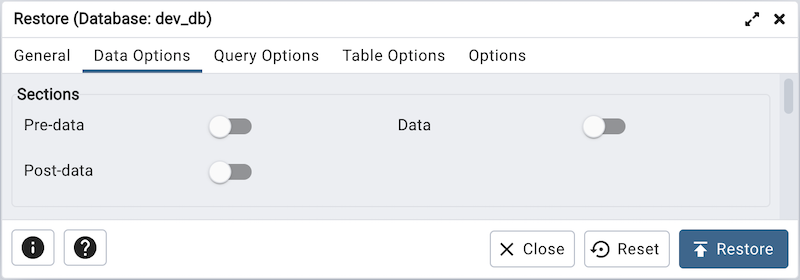 Restore (Database: dev_db)
General Data Options Query Options Table Options Options
Sections
Pre-data Data
Post-data
Close Reset Restore